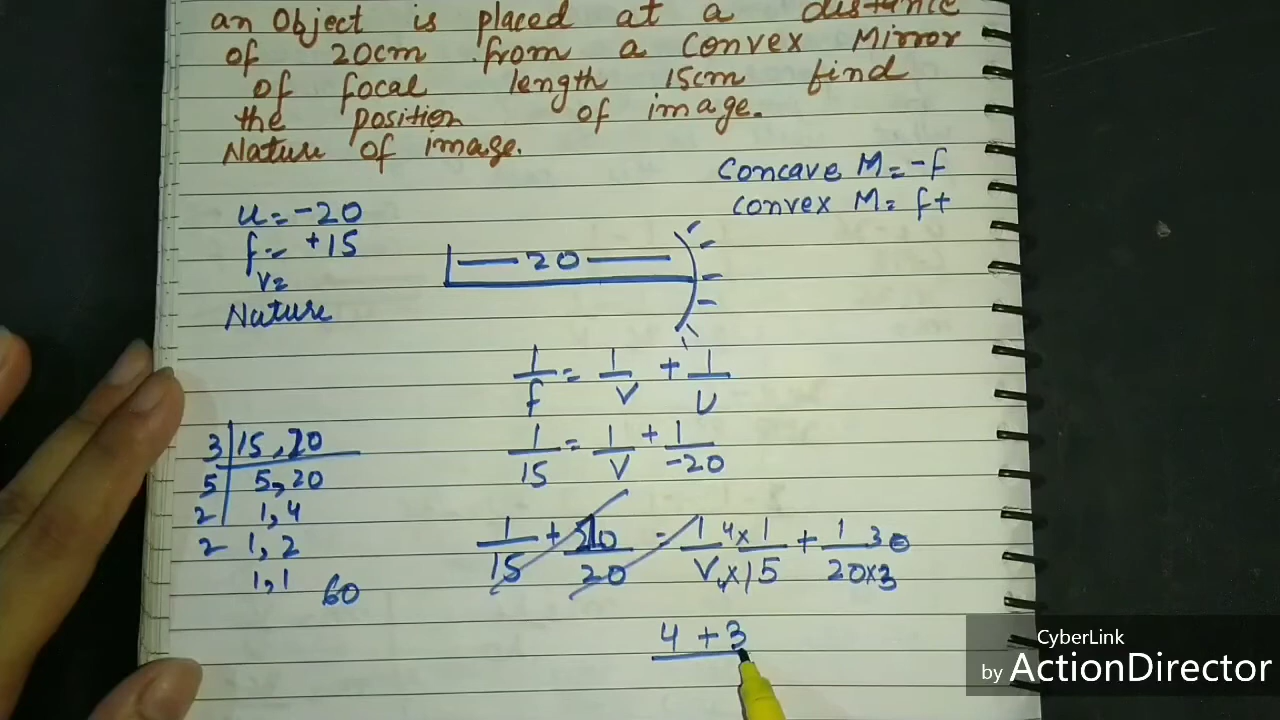 an Object is placed at a distance
of 20cm from a convex Mirror
of focal length 15cm find
the position of image.
Nature of image.
Concave M = -f
convex M = f+
u = -20
f = +15
v =
Nature
20
1/f = 1/v + 1/u
1/15 = 1/v + 1/-20
3 | 15, 20
5 | 5, 20
2 | 1, 4
2 - 1, 2
1, 1 60
4 + 3
CyberLink
by ActionDirector